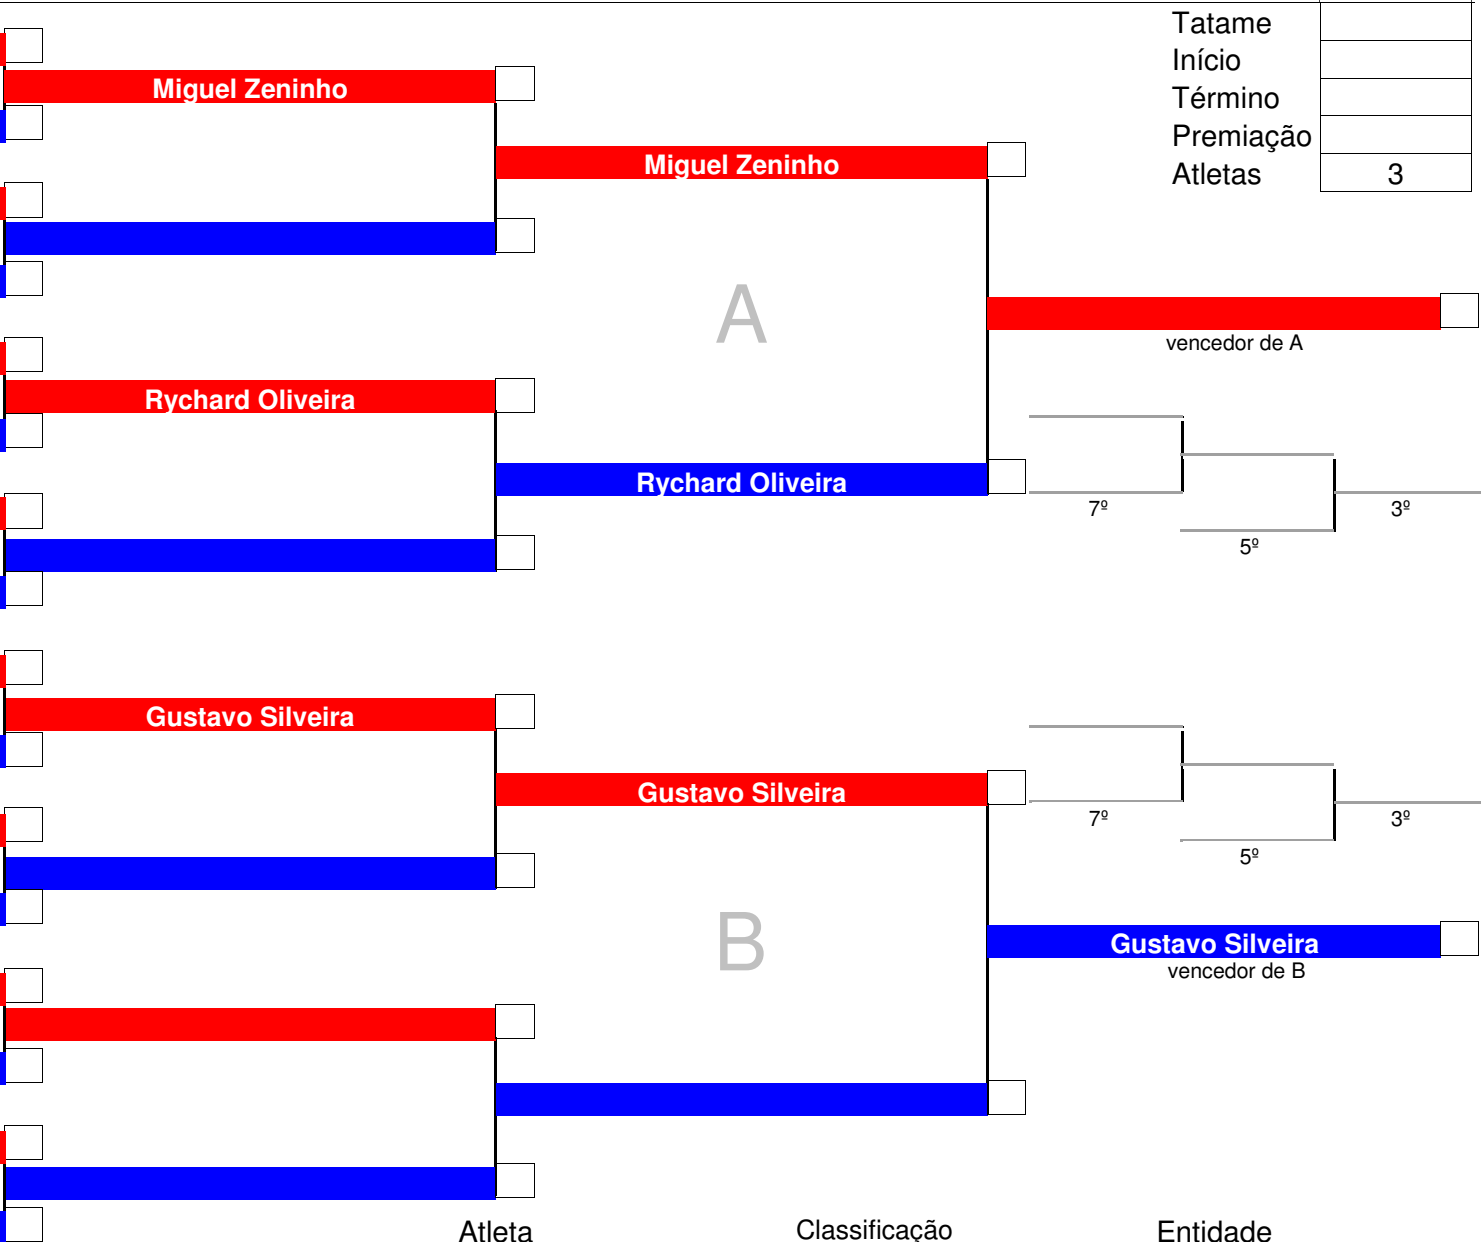 Tatame
Início
Miguel Zeninho
Término
Premiação
Miguel Zeninho
Atletas 3
A
vencedor de A
Rychard Oliveira
Rychard Oliveira
7º 3º
5º
Gustavo Silveira
Gustavo Silveira
7º 3º
5º
B
Gustavo Silveira
vencedor de B
Atleta Classificação Entidade